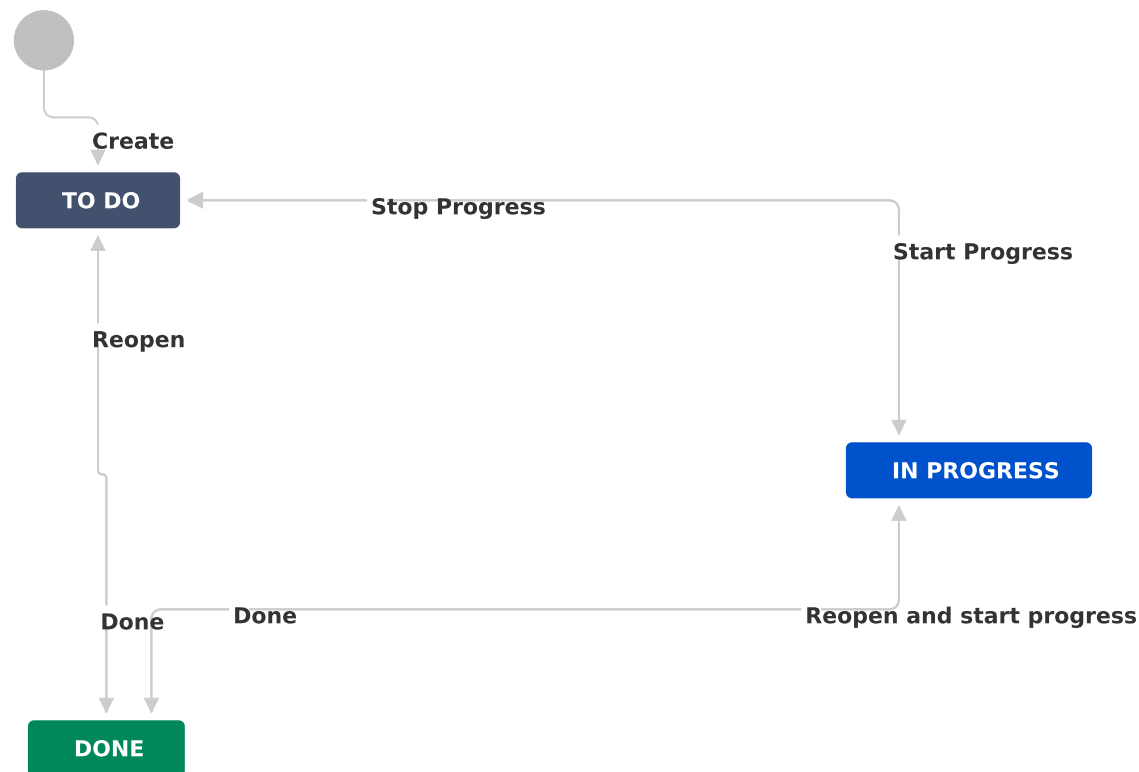 Create
TO DO
Stop Progress
Start Progress
Reopen
IN PROGRESS
Done
Done
Reopen and start progress
DONE